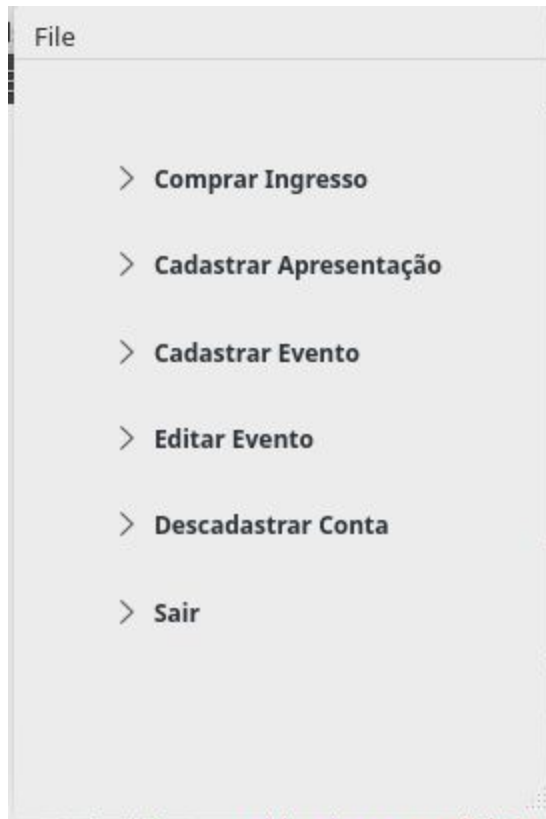 File
Comprar Ingresso
Cadastrar Apresentação
Cadastrar Evento
Editar Evento
Descadastrar Conta
Sair